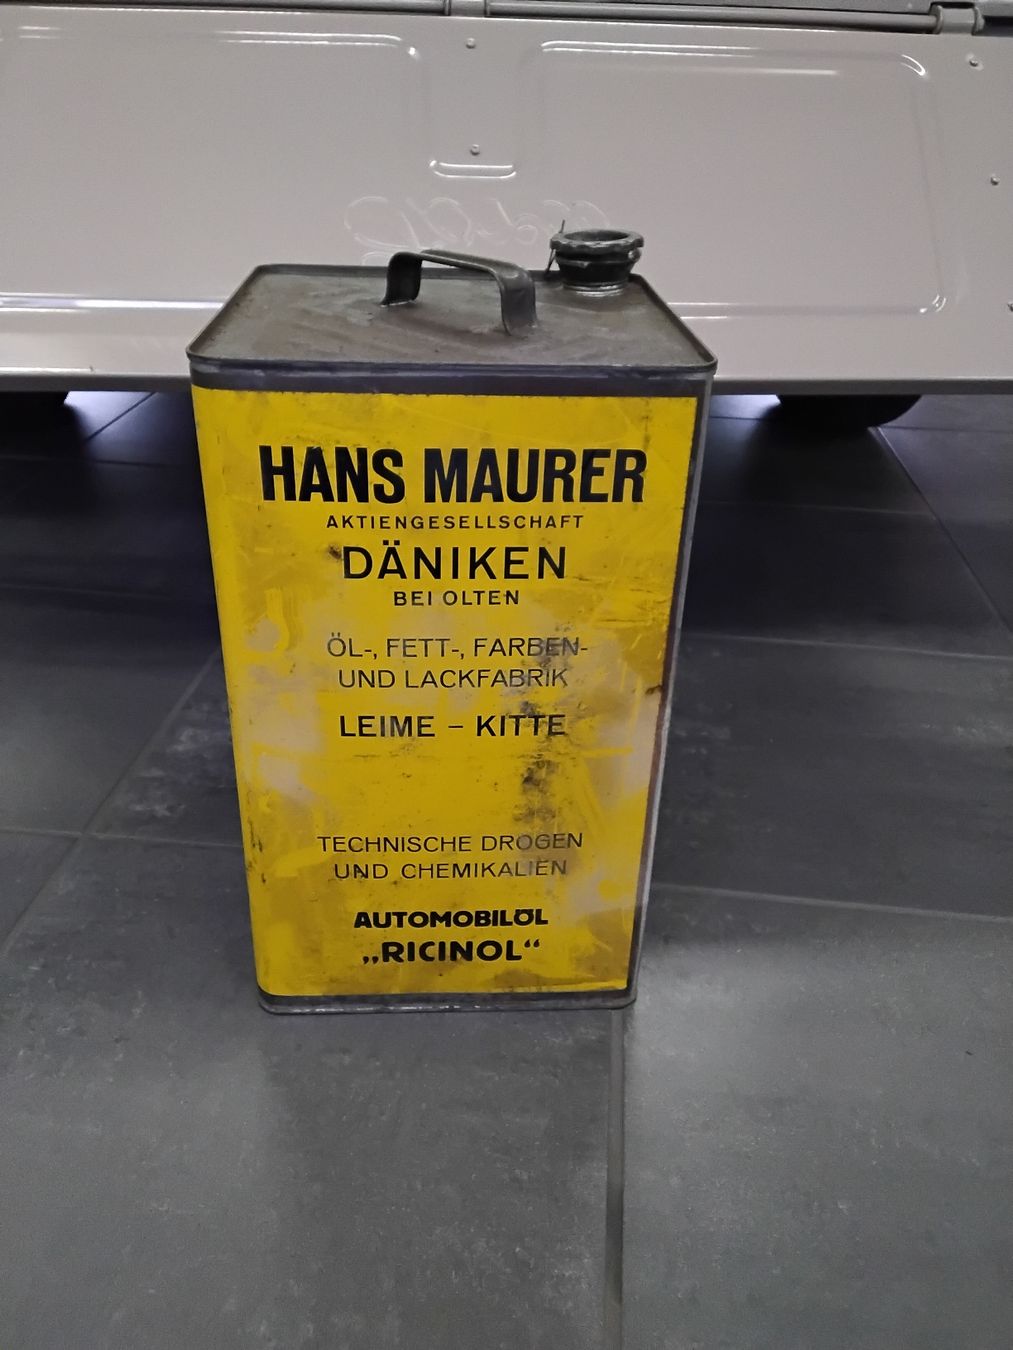 HANS MAURER
AKTIENGESELLSCHAFT
DÄNIKEN
BEI OLTEN
ÖL-, FETT-, FARBEN-
UND LACKFABRIK
LEIME – KITTE
TECHNISCHE DROGEN
UND CHEMIKALIEN
AUTOMOBILÖL
„RICINOL“